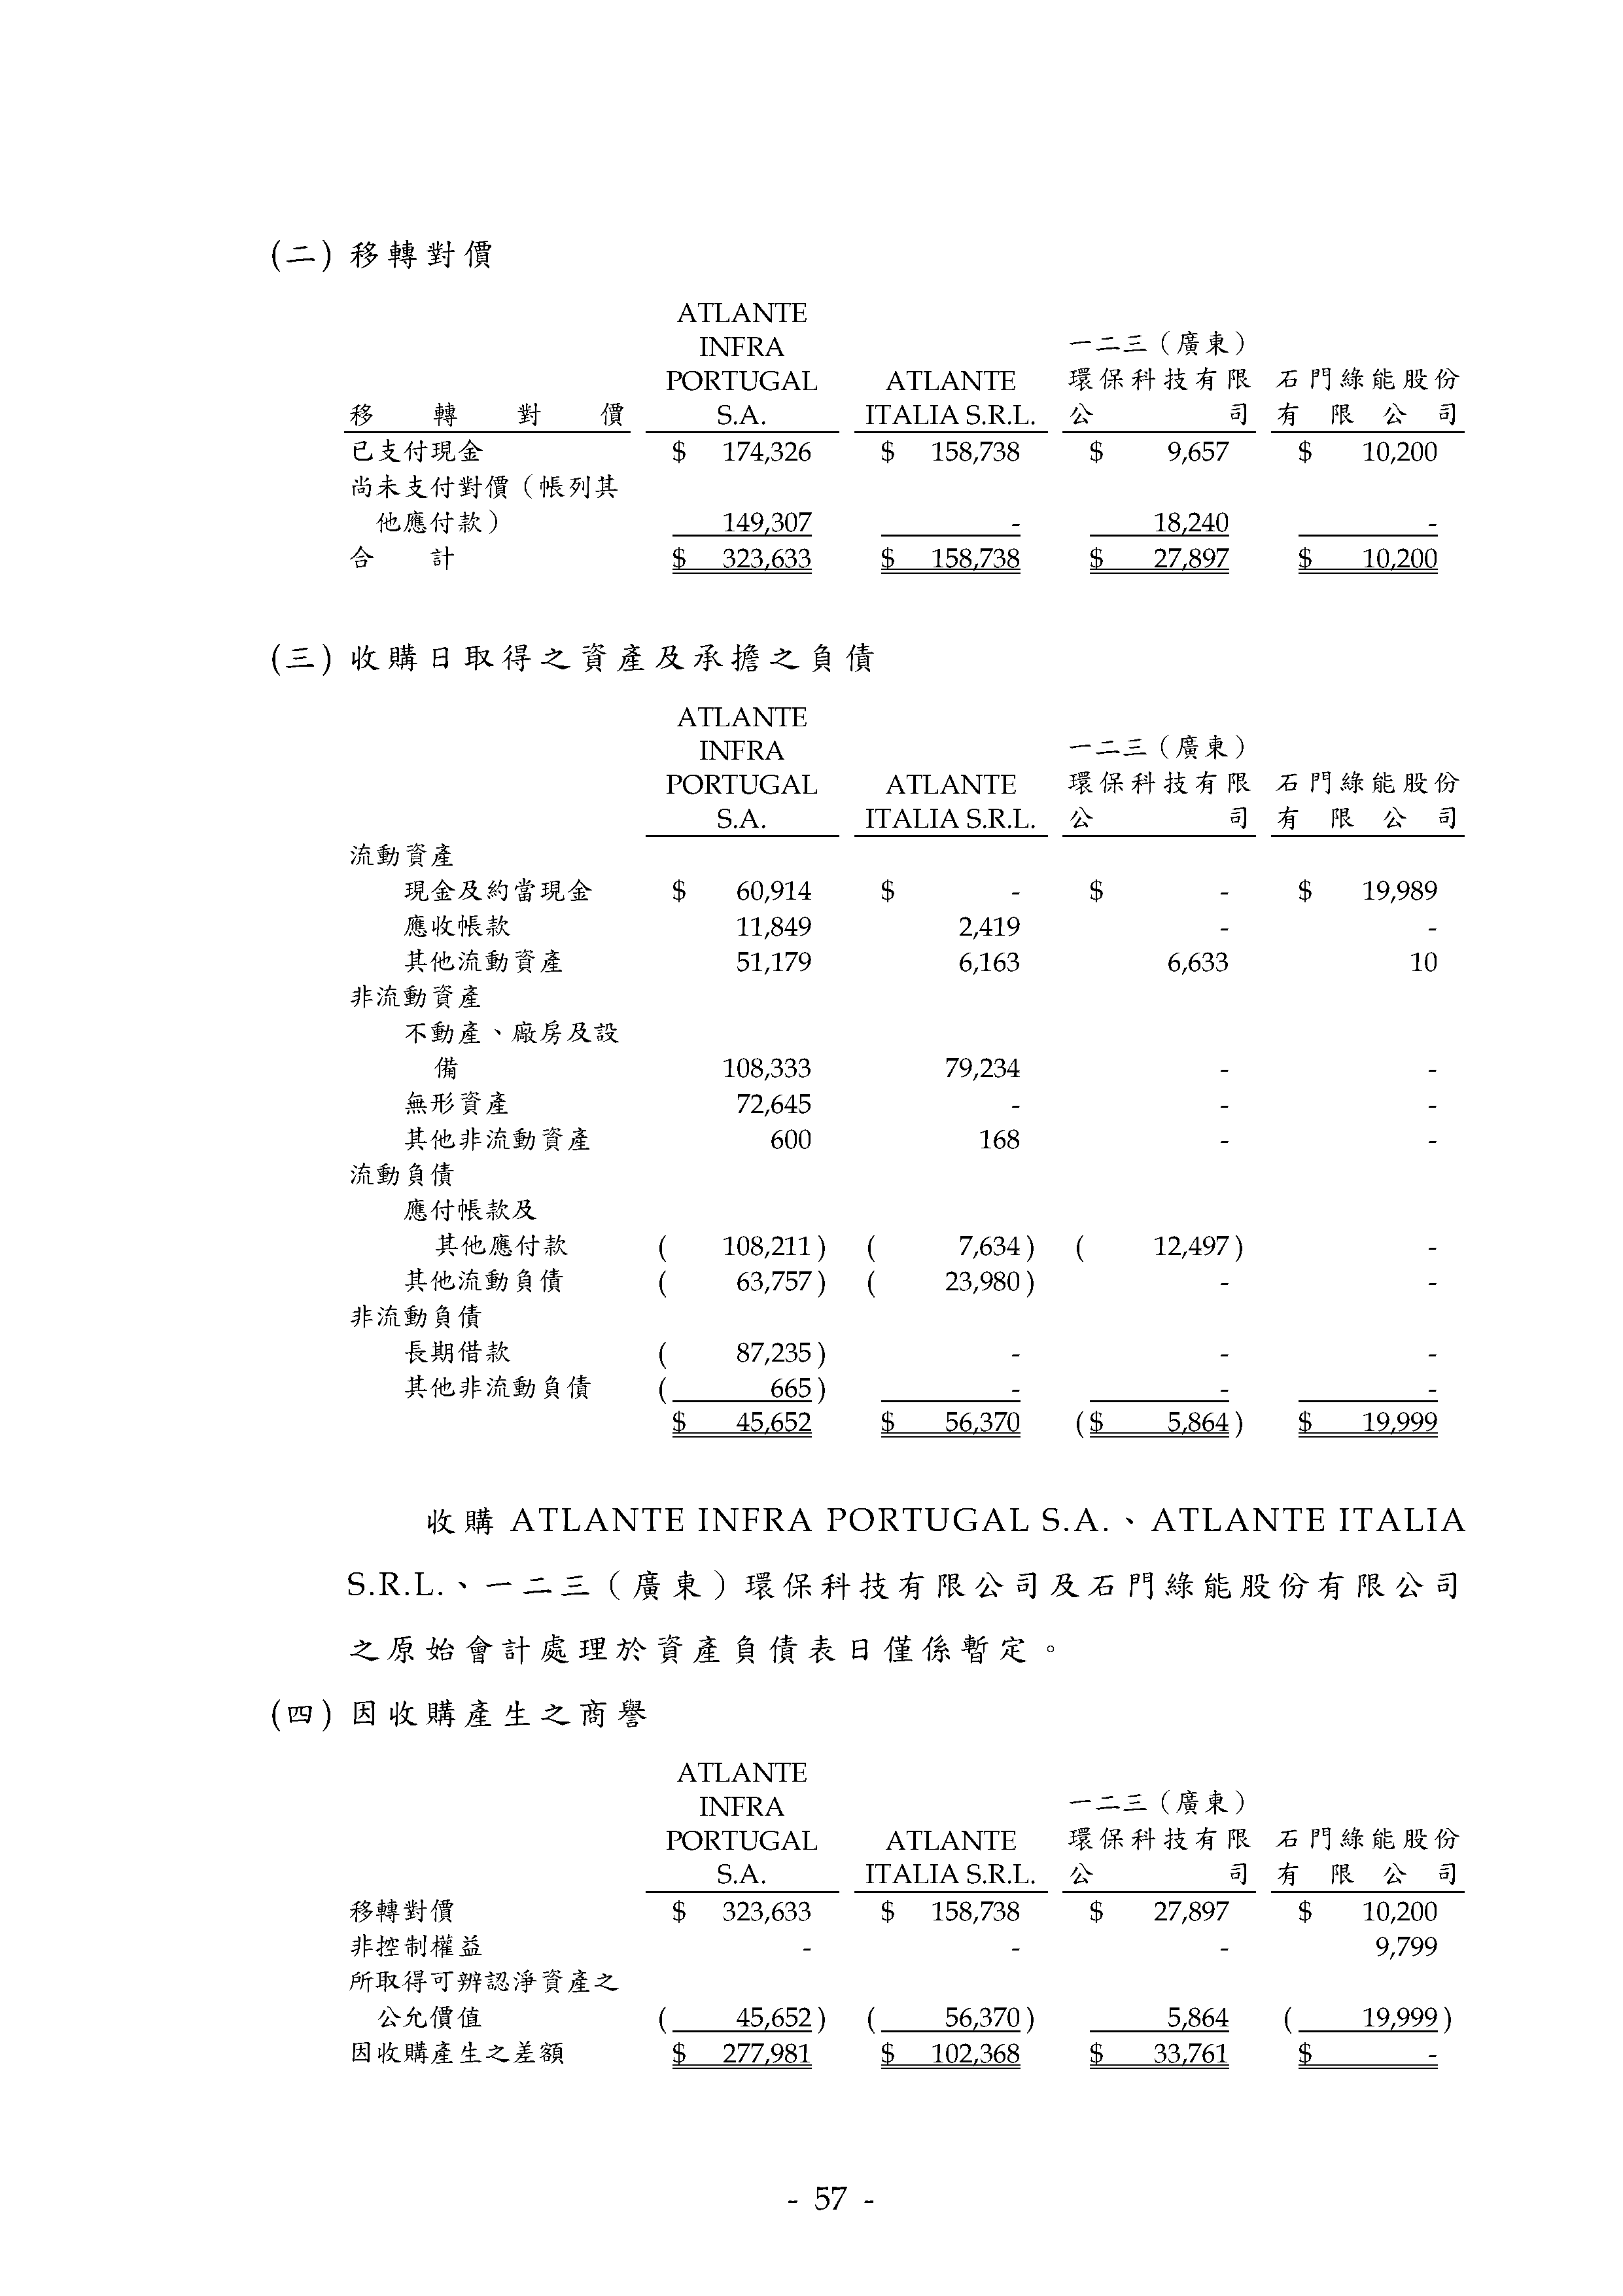 (二) 移轉對價
ATLANTE
INFRA
PORTUGAL
S.A.
ATLANTE
ITALIA S.R.L.
一二三（廣東）
環保科技有限
公司
石門綠能股份
有限公司
移轉對價
已支付現金 $ 174,326 $ 158,738 $ 9,657 $ 10,200
尚未支付對價（帳列其
他應付款） 149,307 - 18,240 -
合計 $ 323,633 $ 158,738 $ 27,897 $ 10,200
(三) 收購日取得之資產及承擔之負債
ATLANTE
INFRA
PORTUGAL
S.A.
ATLANTE
ITALIA S.R.L.
一二三（廣東）
環保科技有限
公司
石門綠能股份
有限公司
流動資產
現金及約當現金 $ 60,914 $ - $ - $ 19,989
應收帳款 11,849 2,419 - -
其他流動資產 51,179 6,163 6,633 10
非流動資產
不動產、廠房及設
備 108,333 79,234 - -
無形資產 72,645 - - -
其他非流動資產 600 168 - -
流動負債
應付帳款及
其他應付款 ( 108,211) ( 7,634) ( 12,497) -
其他流動負債 ( 63,757) ( 23,980) - -
非流動負債
長期借款 ( 87,235) - - -
其他非流動負債 ( 665) - - -
$ 45,652 $ 56,370 ($ 5,864) $ 19,999
收購 ATLANTE INFRA PORTUGAL S.A.、ATLANTE ITALIA
S.R.L.、一二三（廣東）環保科技有限公司及石門綠能股份有限公司
之原始會計處理於資產負債表日僅係暫定。
(四) 因收購產生之商譽
ATLANTE
INFRA
PORTUGAL
S.A.
ATLANTE
ITALIA S.R.L.
一二三（廣東）
環保科技有限
公司
石門綠能股份
有限公司
移轉對價 $ 323,633 $ 158,738 $ 27,897 $ 10,200
非控制權益 - - - 9,799
所取得可辨認淨資產之
公允價值 ( 45,652) ( 56,370) 5,864 ( 19,999)
因收購產生之差額 $ 277,981 $ 102,368 $ 33,761 $ -
- 57 -